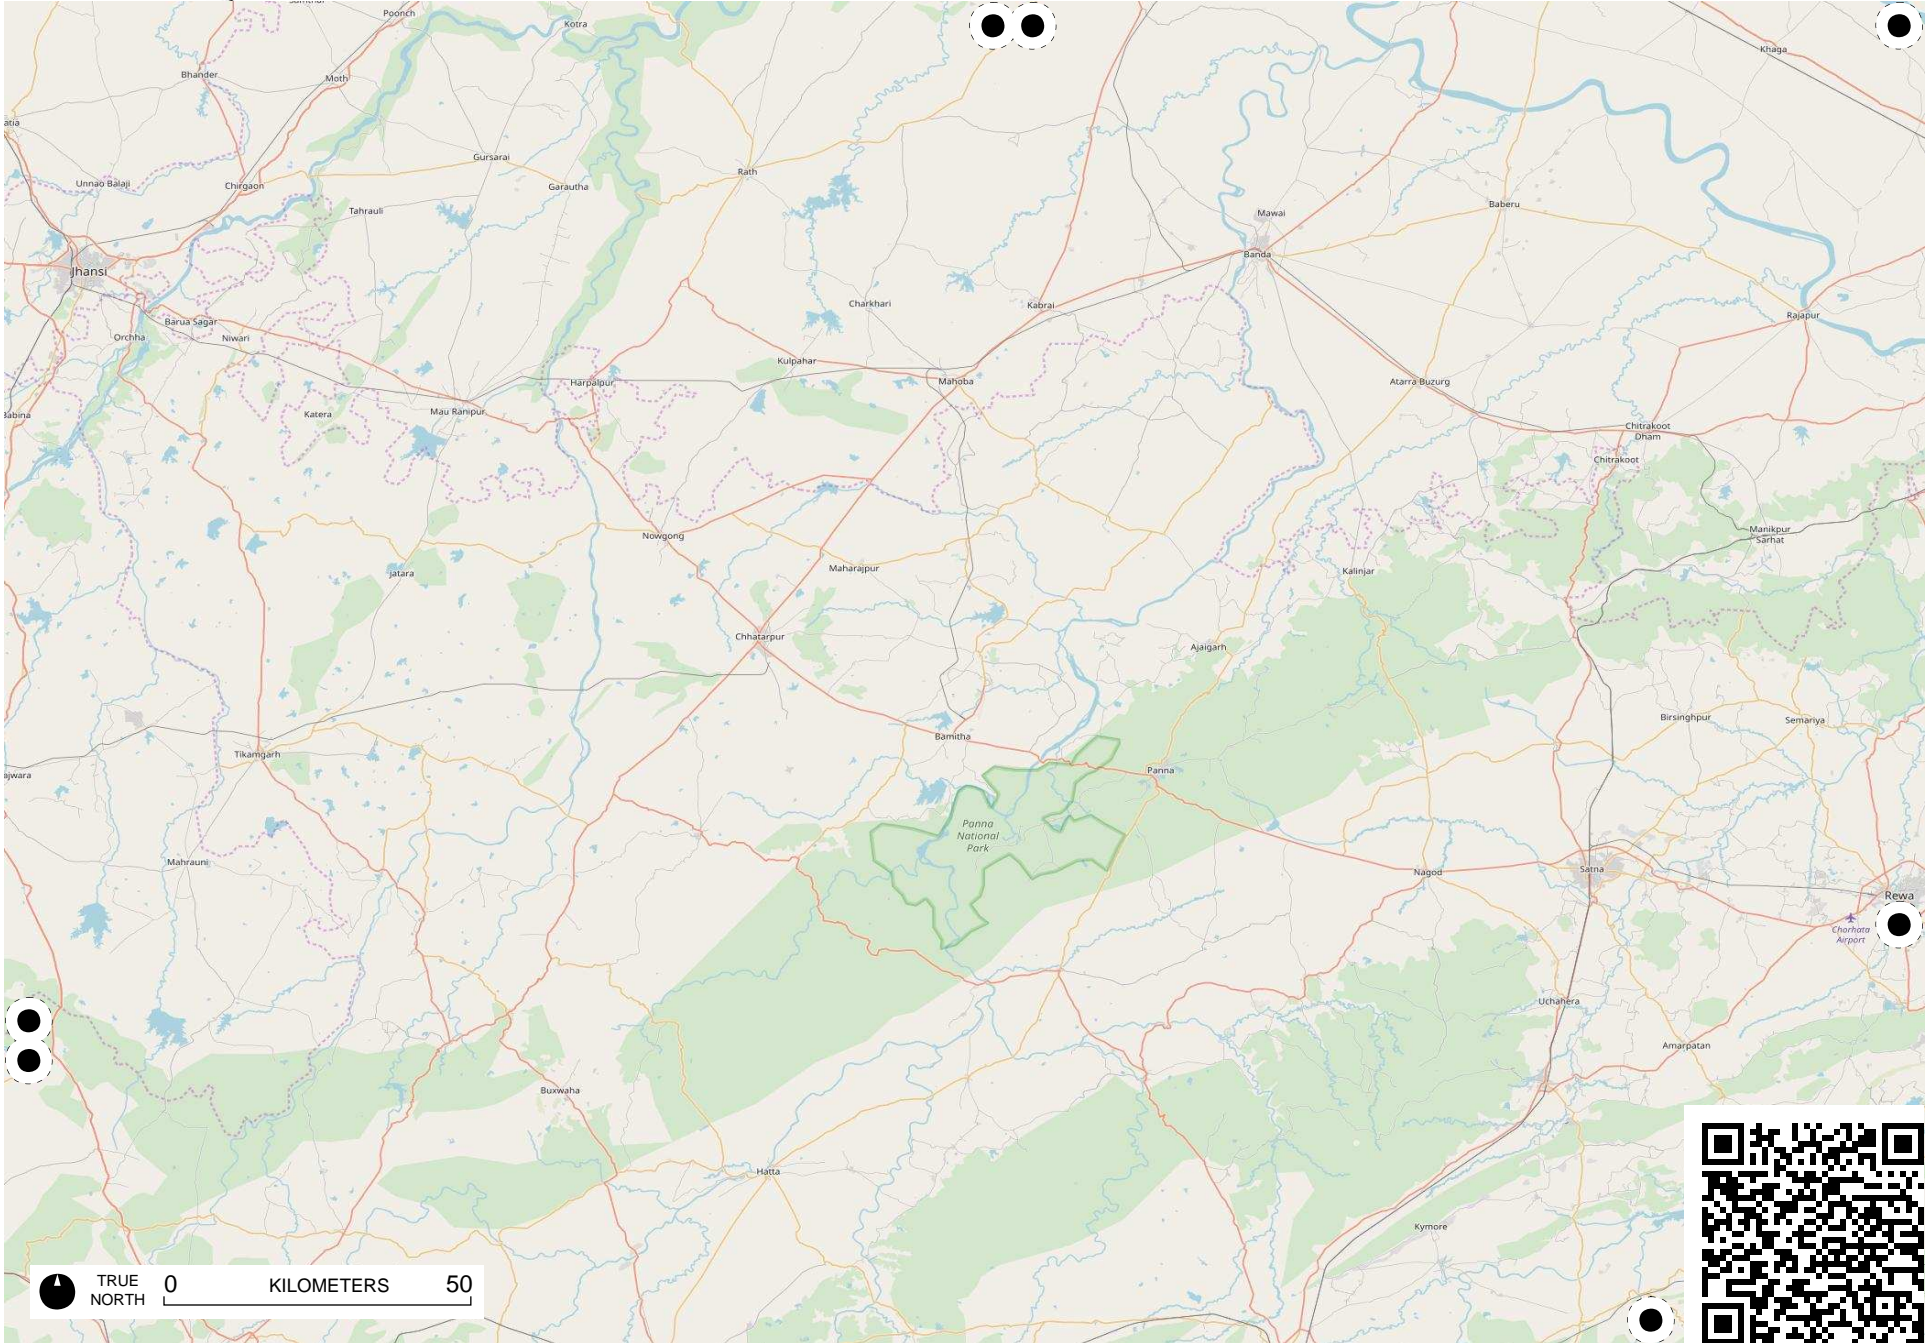 Poonch
Kotra
Khaga
Bhander
Moth
Gursarai
Rath
Unnao Balaji
Chirgaon
Garautha
Tahrauli
Baberu
Mawai
Banda
Jhansi
Charkhari
Kabrai
Rajapur
Barua Sagar
Orchha
Niwari
Kulpahar
Harpalpur
Mahoba
Atarra Buzurg
Katera
Mau Ranipur
Babina
Chitrakoot
Dham
Chitrakoot
Manikpur
Sarhat
Nowgong
Jatara
Maharajpur
Kalinjar
Chhatarpur
Ajaigarh
Birsinghpur
Semariya
Bamitha
Tikamgarh
Panna
Panna
National
Park
Mahrauni
Nagod
Satna
Rewa
Chorhata
Airport
Uchahera
Amarpatan
Buxwaha
Hatta
Kymore
TRUE
NORTH
0 KILOMETERS 50